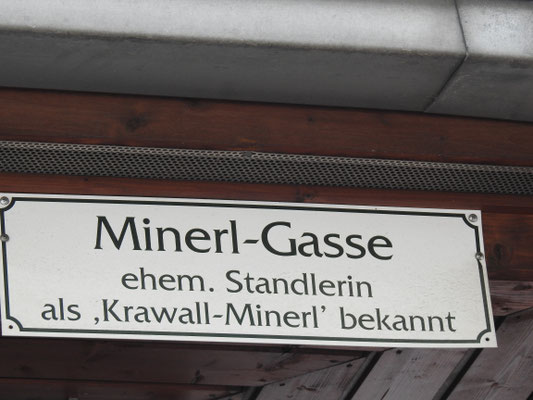 Minerl-Gasse
ehem. Standlerin
als ‚Krawall-Minerl’ bekannt